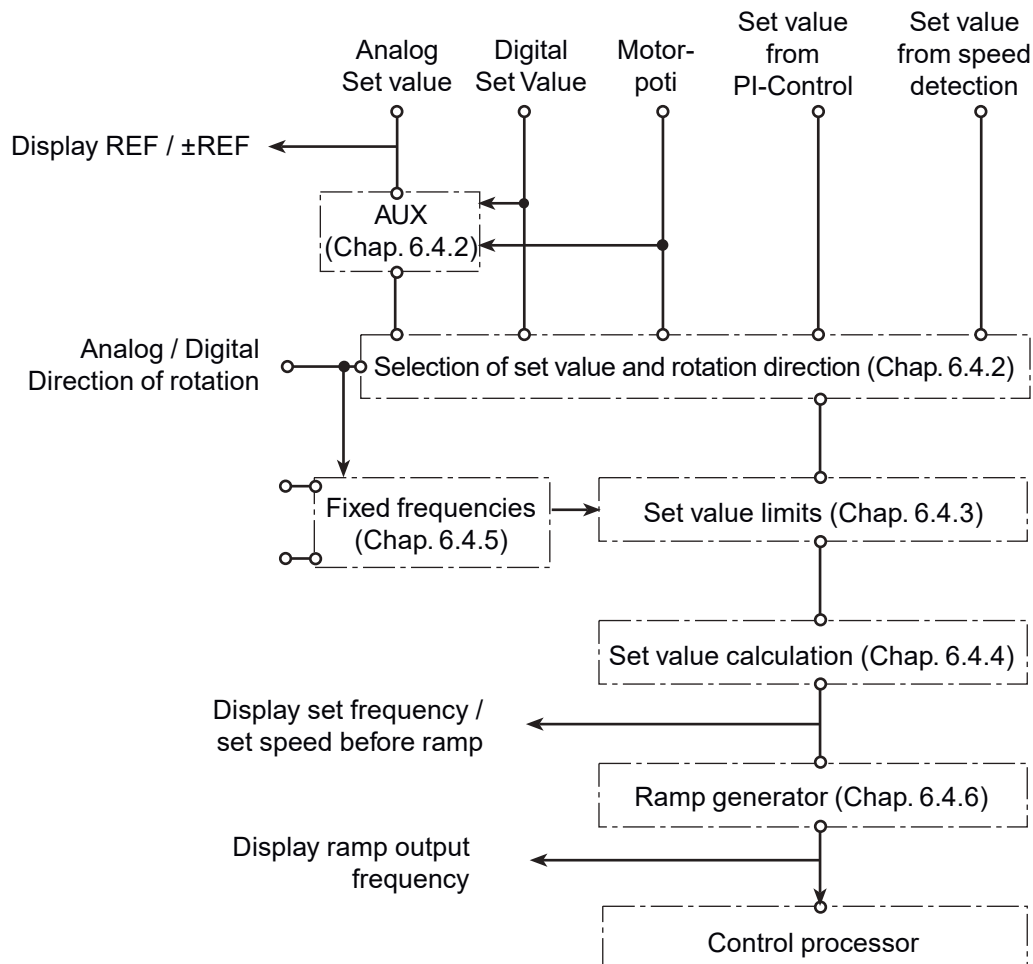 Analog
Set value
Digital
Set Value
Motor-
poti
Set value
from
PI-Control
Set value
from speed
detection
Display REF / ±REF
AUX
(Chap. 6.4.2)
Analog / Digital
Direction of rotation
Selection of set value and rotation direction (Chap. 6.4.2)
Fixed frequencies
(Chap. 6.4.5)
Set value limits (Chap. 6.4.3)
Set value calculation (Chap. 6.4.4)
Display set frequency /
set speed before ramp
Ramp generator (Chap. 6.4.6)
Display ramp output
frequency
Control processor